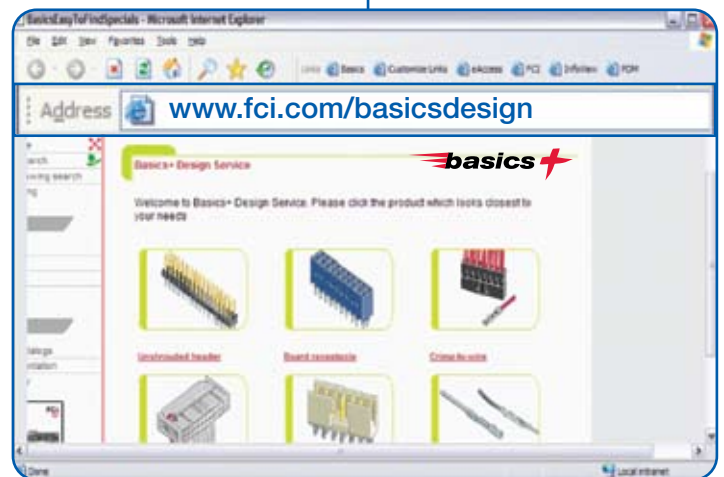 BasicsEasyToFindSpecials - Microsoft Internet Explorer
File Edit View Favorites Tools Help
Links Basics Customize Links eAccess FCI Infoview PDM
Address www.fci.com/basicsdesign
basics+
Basics+ Design Service
Welcome to Basics+ Design Service. Please click the product which looks closest to
your needs
Unshrouded header Board receptacle Crimp-to-wire
Done Local intranet